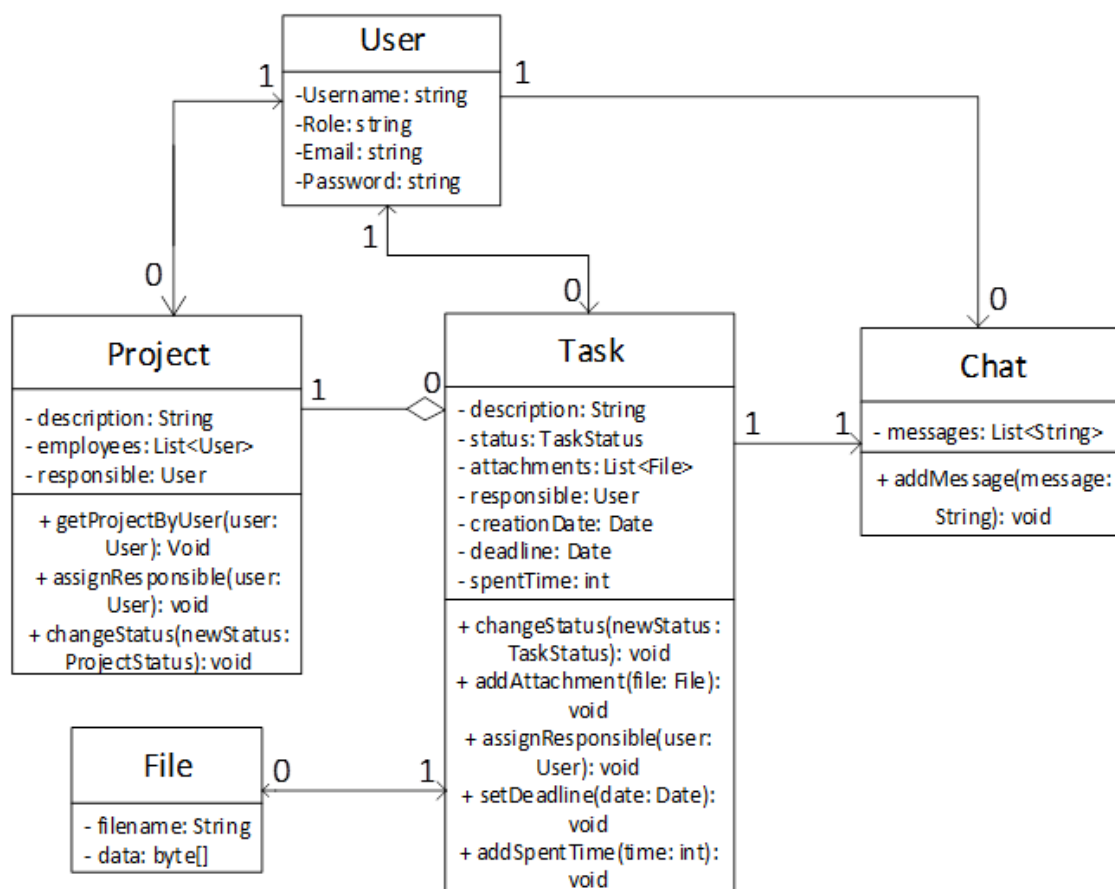 User
-Username: string
-Role: string
-Email: string
-Password: string
1
1
1
0
0
0
Project
- description: String
- employees: List<User>
- responsible: User
+ getProjectByUser(user:
User): Void
+ assignResponsible(user:
User): void
+ changeStatus(newStatus:
ProjectStatus): void
1
0
Task
- description: String
- status: TaskStatus
- attachments: List<File>
- responsible: User
- creationDate: Date
- deadline: Date
- spentTime: int
+ changeStatus(newStatus:
TaskStatus): void
+ addAttachment(file: File):
void
+ assignResponsible(user:
User): void
+ setDeadline(date: Date):
void
+ addSpentTime(time: int):
void
1
1
Chat
- messages: List<String>
+ addMessage(message:
String): void
File
- filename: String
- data: byte[]
0
1